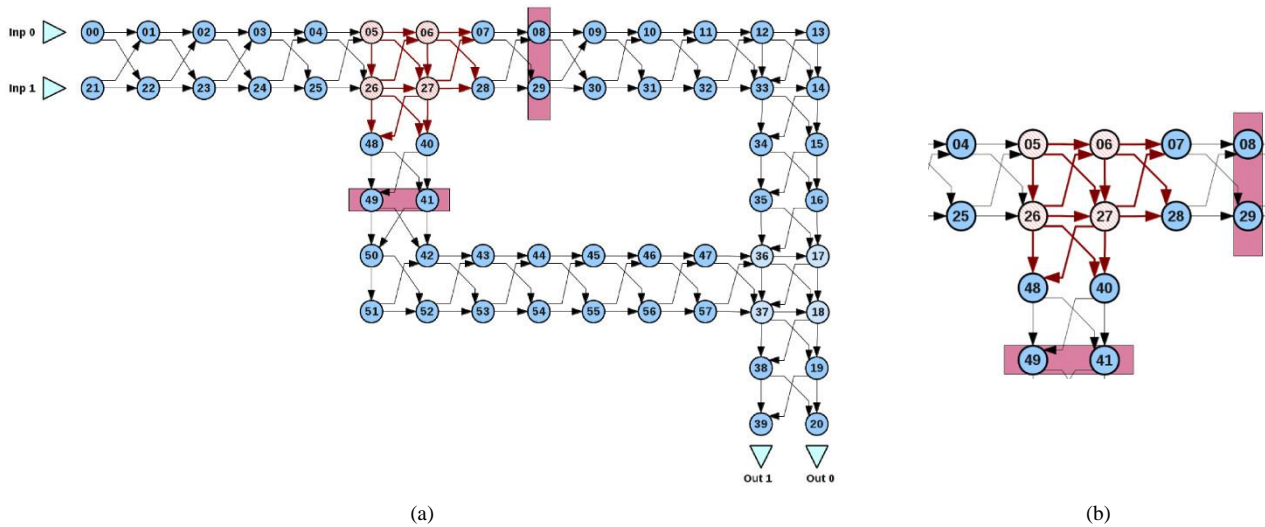 Inp 0 00 01 02 03 04 05 06 07 08 09 10 11 12 13
Inp 1 21 22 23 24 25 26 27 28 29 30 31 32 33 14
48 40 34 15
49 41 35 16
50 42 43 44 45 46 47 36 17
51 52 53 54 55 56 57 37 18
38 19
39 20
Out 1 Out 0
(a)
04 05 06 07 08
25 26 27 28 29
48 40
49 41
(b)